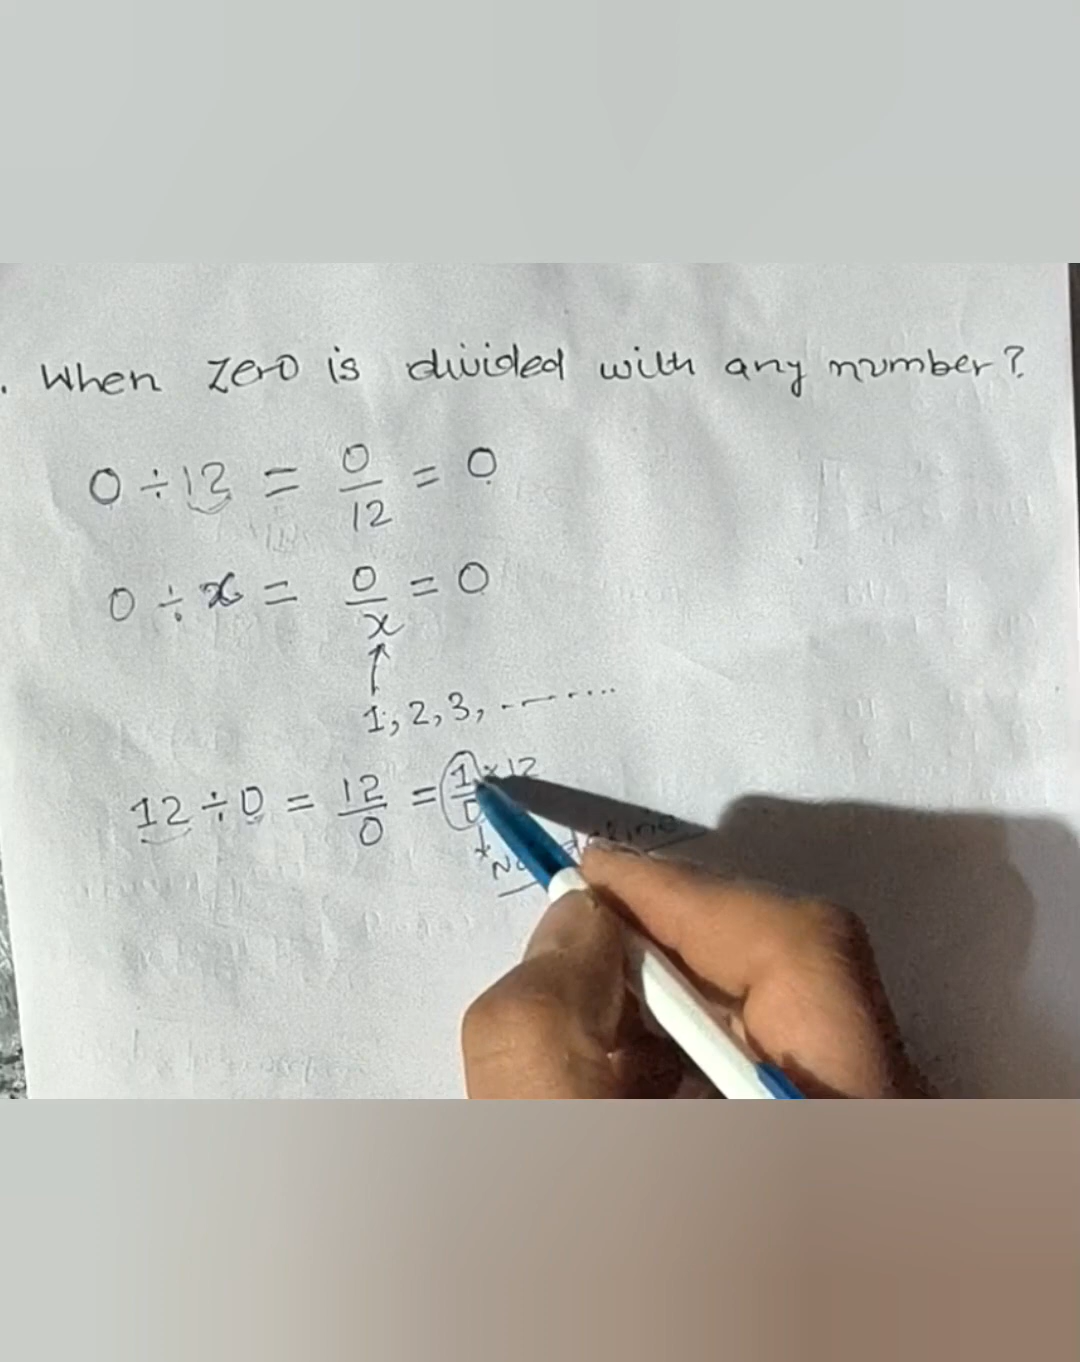 . When zero is divided with any number?
0 ÷ 12 = 0/12 = 0
0 ÷ x = 0/x = 0
↑
1, 2, 3, ........
12 ÷ 0 = 12/0 = 1/0 × 12